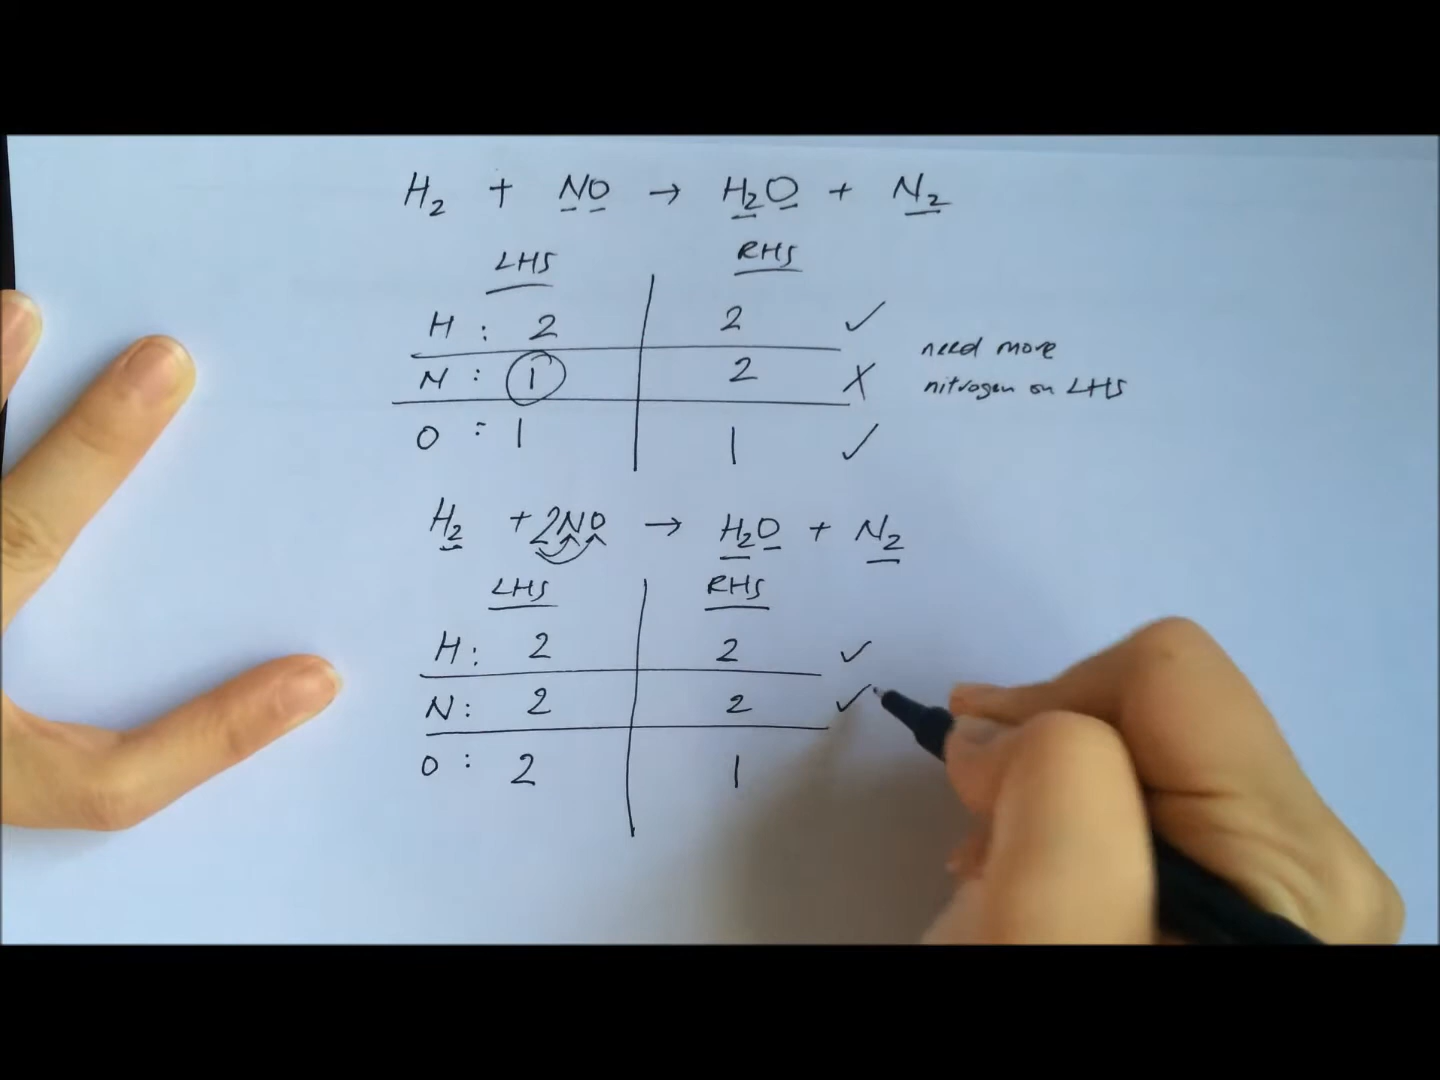 H₂ + NO → H₂O + N₂
LHS RHS
H : 2 2 ✓
need more
N : 1 2 X
nitrogen on LHS
O : 1 1 ✓
H₂ + 2NO → H₂O + N₂
LHS RHS
H : 2 2 ✓
N : 2 2 ✓
O : 2 1